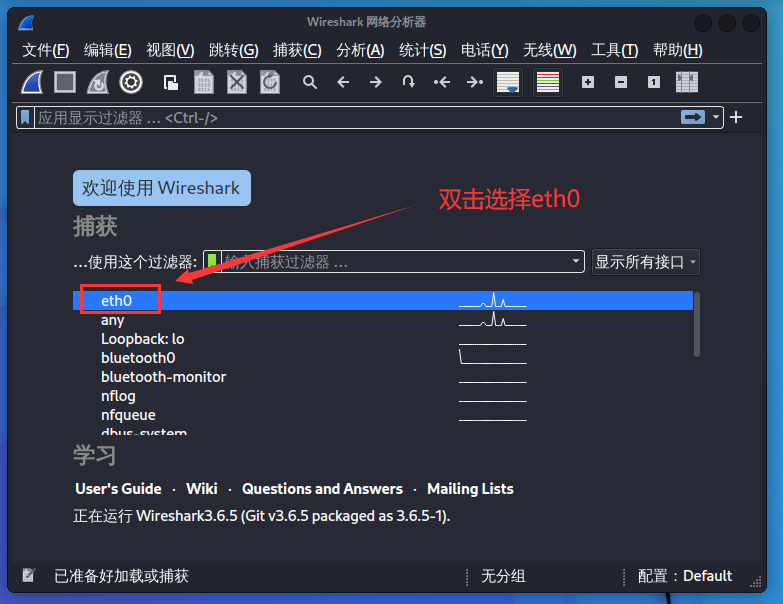 Wireshark 网络分析器
文件(F) 编辑(E) 视图(V) 跳转(G) 捕获(C) 分析(A) 统计(S) 电话(Y) 无线(W) 工具(T) 帮助(H)
应用显示过滤器 … <Ctrl-/>
欢迎使用 Wireshark
双击选择eth0
捕获
…使用这个过滤器: 输入捕获过滤器 … 显示所有接口
eth0
any
Loopback: lo
bluetooth0
bluetooth-monitor
nflog
nfqueue
dbus-system
学习
User's Guide · Wiki · Questions and Answers · Mailing Lists
正在运行 Wireshark3.6.5 (Git v3.6.5 packaged as 3.6.5-1).
已准备好加载或捕获 无分组 配置：Default